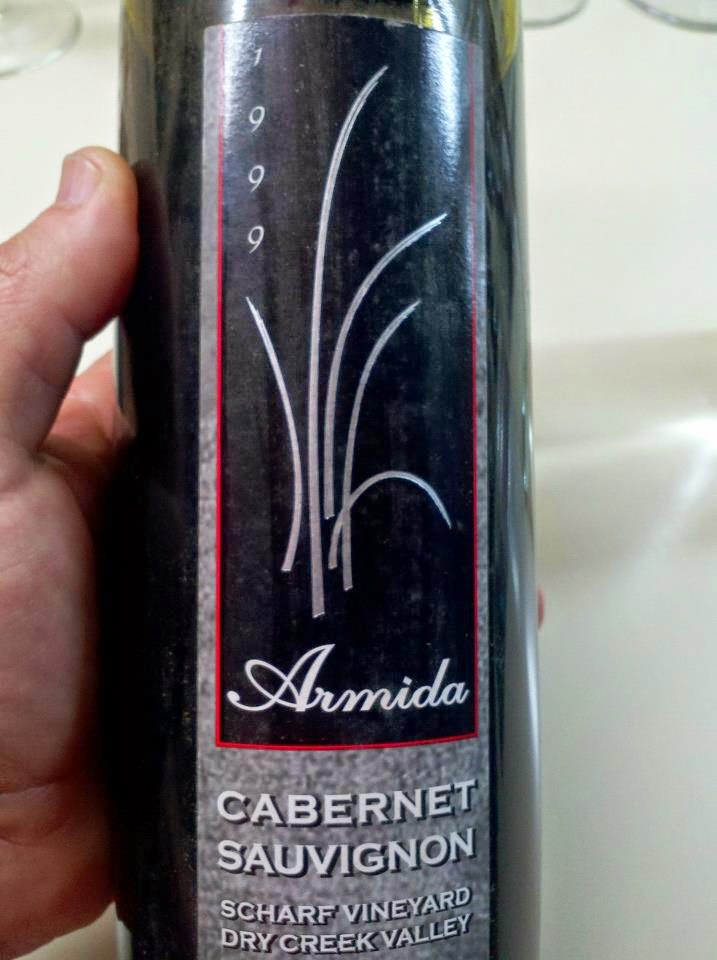 1999
Armida
CABERNET
SAUVIGNON
SCHARF VINEYARD
DRY CREEK VALLEY